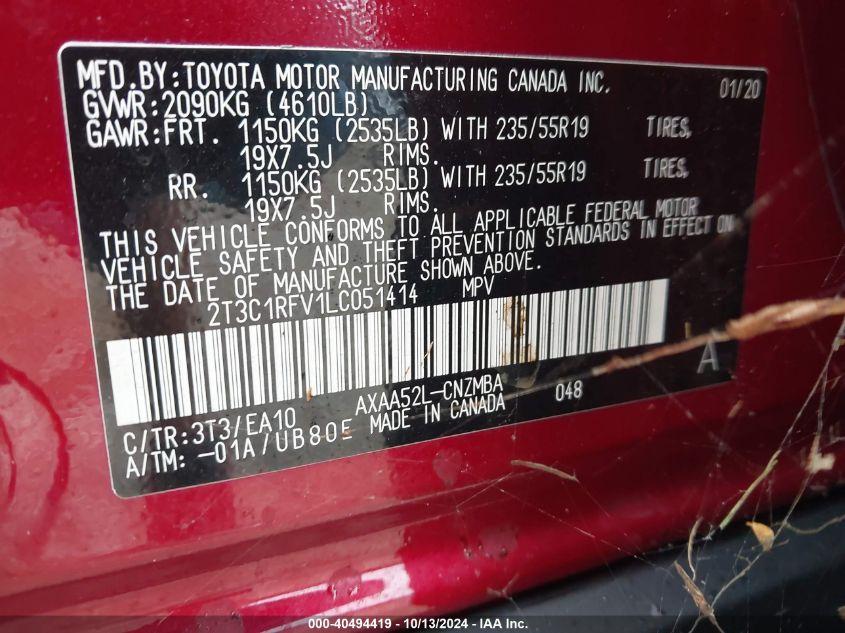 MFD.BY:TOYOTA MOTOR MANUFACTURING CANADA INC. 01/20
GVWR:2090KG (4610LB)
GAWR:FRT. 1150KG (2535LB) WITH 235/55R19 TIRES,
19X7.5J RIMS.
RR. 1150KG (2535LB) WITH 235/55R19 TIRES,
19X7.5J RIMS.
THIS VEHICLE CONFORMS TO ALL APPLICABLE FEDERAL MOTOR
VEHICLE SAFETY AND THEFT PREVENTION STANDARDS IN EFFECT ON
THE DATE OF MANUFACTURE SHOWN ABOVE.
2T3C1RFV1LC051414 MPV
A
C/TR:3T3/EA10 AXAA52L-CNZMBA 048
A/TM: -01A/UB80E MADE IN CANADA
000-40494419 - 10/13/2024 - IAA Inc.